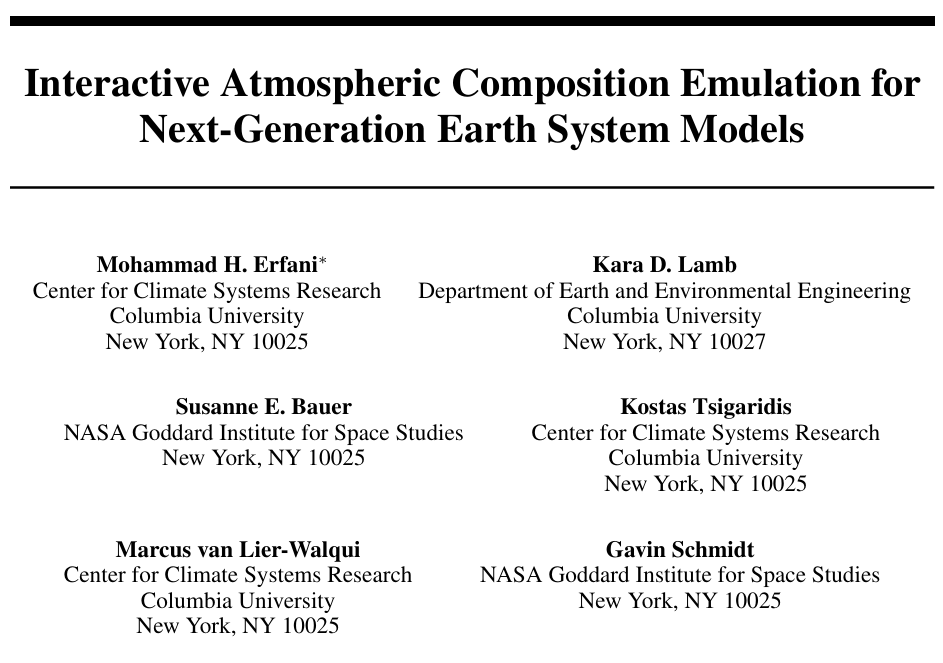 Interactive Atmospheric Composition Emulation for
Next-Generation Earth System Models
Mohammad H. Erfani*
Center for Climate Systems Research
Columbia University
New York, NY 10025
Kara D. Lamb
Department of Earth and Environmental Engineering
Columbia University
New York, NY 10027
Susanne E. Bauer
NASA Goddard Institute for Space Studies
New York, NY 10025
Kostas Tsigaridis
Center for Climate Systems Research
Columbia University
New York, NY 10025
Marcus van Lier-Walqui
Center for Climate Systems Research
Columbia University
New York, NY 10025
Gavin Schmidt
NASA Goddard Institute for Space Studies
New York, NY 10025